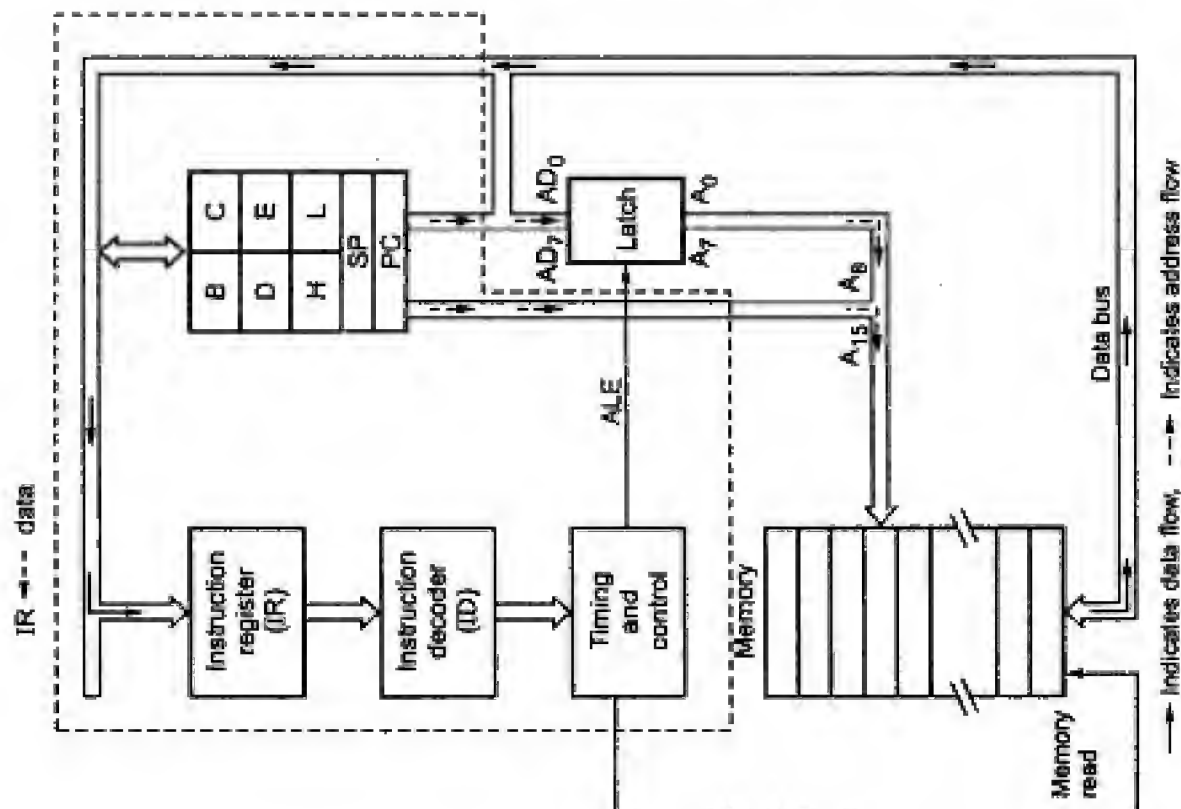 IR ←-- data
Instruction
register
(IR)
Instruction
decoder
(ID)
Timing
and
control
ALE
B C
D E
H L
SP
PC
AD7 AD0
Latch
A7 A0
A15 A8
Memory
Memory
read
Data bus
→ Indicates data flow, --→ Indicales address flow